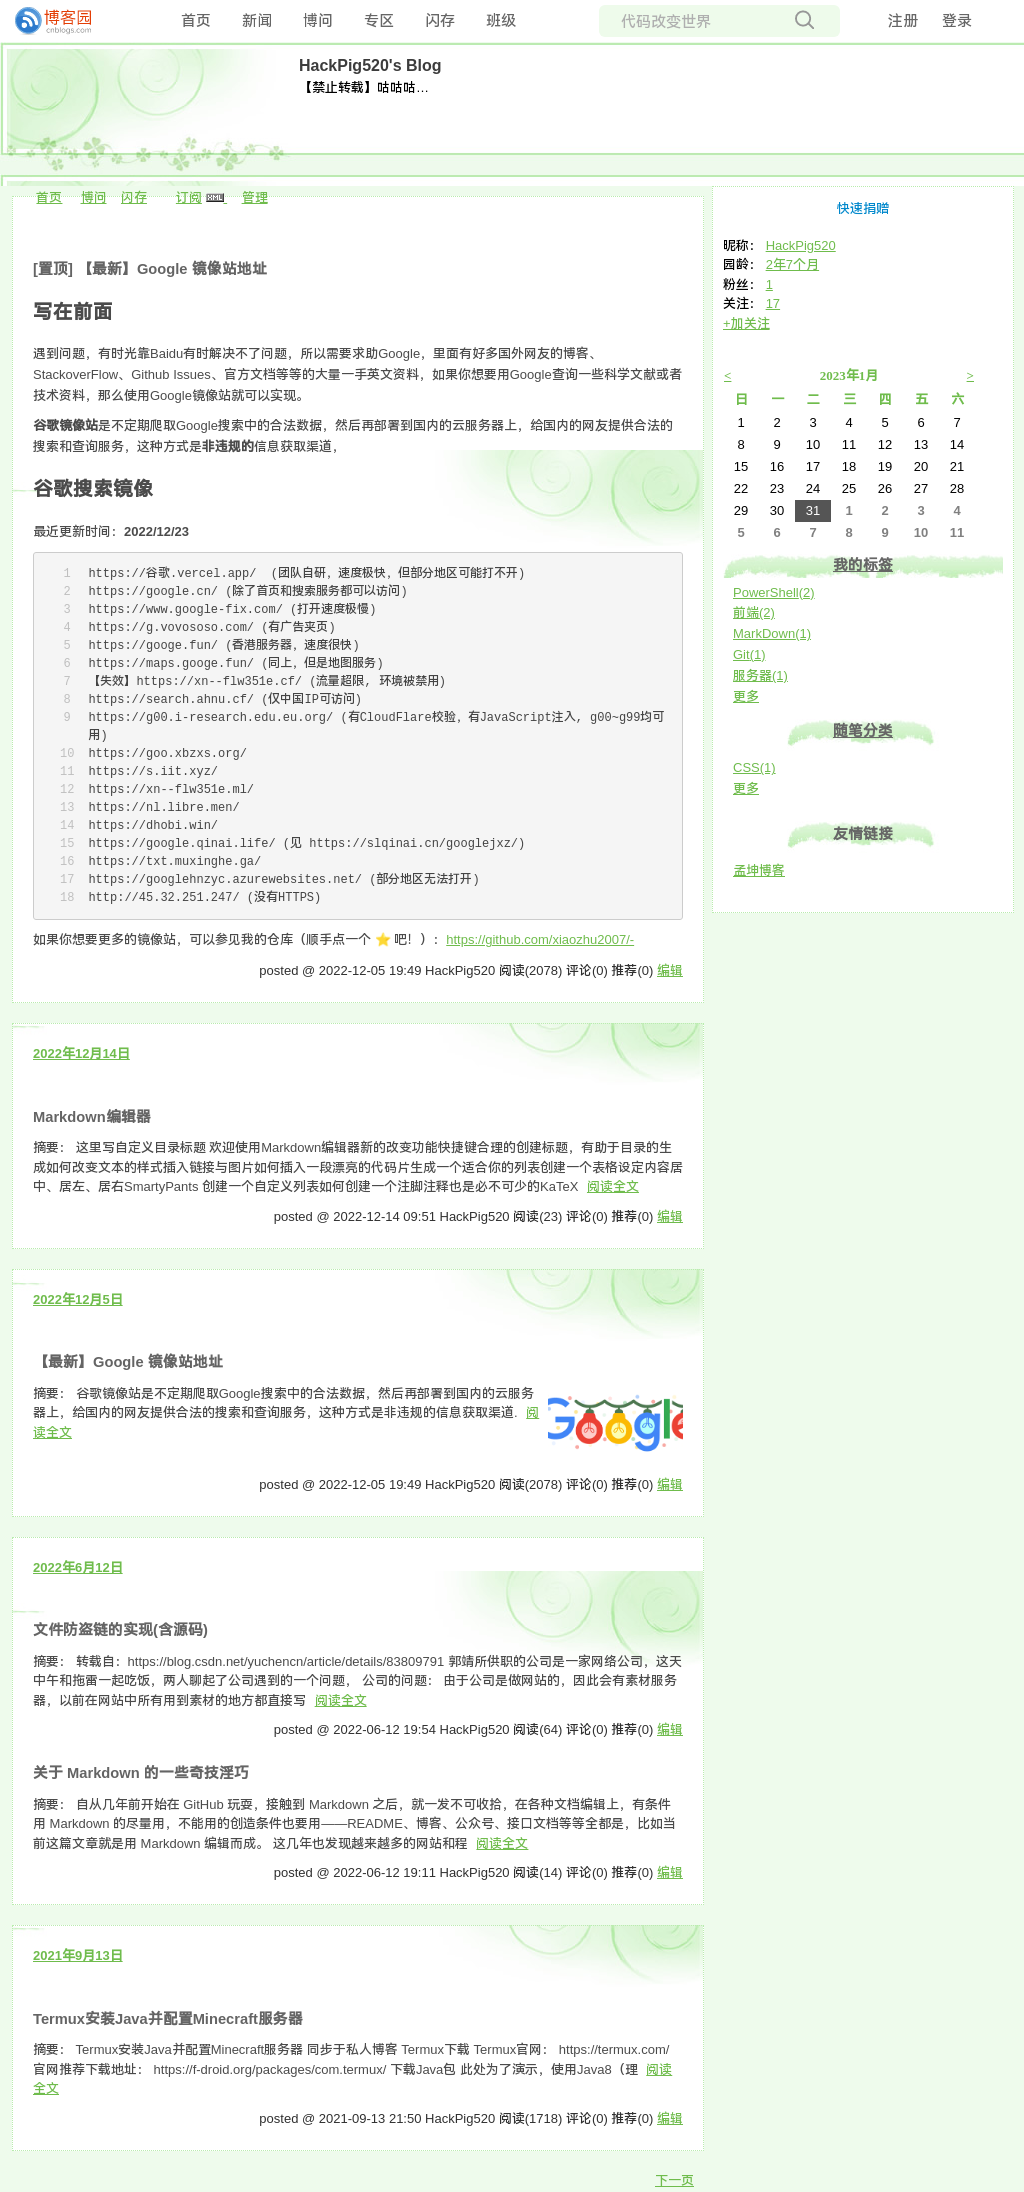 博客园
cnblogs.com
首页 新闻 博问 专区 闪存 班级
代码改变世界
注册 登录
HackPig520's Blog
【禁止转载】咕咕咕…
首页 博问 闪存 订阅 XML 管理
[置顶] 【最新】Google 镜像站地址
写在前面
遇到问题，有时光靠Baidu有时解决不了问题，所以需要求助Google，里面有好多国外网友的博客、
StackoverFlow、Github Issues、官方文档等等的大量一手英文资料，如果你想要用Google查询一些科学文献或者
技术资料，那么使用Google镜像站就可以实现。
谷歌镜像站是不定期爬取Google搜索中的合法数据，然后再部署到国内的云服务器上，给国内的网友提供合法的
搜索和查询服务，这种方式是非违规的信息获取渠道，
谷歌搜索镜像
最近更新时间：2022/12/23
1 https://谷歌.vercel.app/ （团队自研，速度极快，但部分地区可能打不开)
2 https://google.cn/ (除了首页和搜索服务都可以访问)
3 https://www.google-fix.com/ (打开速度极慢)
4 https://g.vovososo.com/ (有广告夹页)
5 https://googe.fun/ (香港服务器，速度很快)
6 https://maps.googe.fun/ (同上，但是地图服务)
7 【失效】https://xn--flw351e.cf/ (流量超限, 环境被禁用)
8 https://search.ahnu.cf/ (仅中国IP可访问)
9 https://g00.i-research.edu.eu.org/ (有CloudFlare校验，有JavaScript注入, g00~g99均可
用)
10 https://goo.xbzxs.org/
11 https://s.iit.xyz/
12 https://xn--flw351e.ml/
13 https://nl.libre.men/
14 https://dhobi.win/
15 https://google.qinai.life/ (见 https://slqinai.cn/googlejxz/)
16 https://txt.muxinghe.ga/
17 https://googlehnzyc.azurewebsites.net/ (部分地区无法打开)
18 http://45.32.251.247/ (没有HTTPS)
如果你想要更多的镜像站，可以参见我的仓库（顺手点一个 ⭐ 吧！）: https://github.com/xiaozhu2007/-
posted @ 2022-12-05 19:49 HackPig520 阅读(2078) 评论(0) 推荐(0) 编辑
2022年12月14日
Markdown编辑器
摘要： 这里写自定义目录标题 欢迎使用Markdown编辑器新的改变功能快捷键合理的创建标题，有助于目录的生
成如何改变文本的样式插入链接与图片如何插入一段漂亮的代码片生成一个适合你的列表创建一个表格设定内容居
中、居左、居右SmartyPants 创建一个自定义列表如何创建一个注脚注释也是必不可少的KaTeX 阅读全文
posted @ 2022-12-14 09:51 HackPig520 阅读(23) 评论(0) 推荐(0) 编辑
2022年12月5日
【最新】Google 镜像站地址
摘要： 谷歌镜像站是不定期爬取Google搜索中的合法数据，然后再部署到国内的云服务
器上，给国内的网友提供合法的搜索和查询服务，这种方式是非违规的信息获取渠道. 阅
读全文
Google
posted @ 2022-12-05 19:49 HackPig520 阅读(2078) 评论(0) 推荐(0) 编辑
2022年6月12日
文件防盗链的实现(含源码)
摘要： 转载自：https://blog.csdn.net/yuchencn/article/details/83809791 郭靖所供职的公司是一家网络公司，这天
中午和拖雷一起吃饭，两人聊起了公司遇到的一个问题， 公司的问题： 由于公司是做网站的，因此会有素材服务
器，以前在网站中所有用到素材的地方都直接写 阅读全文
posted @ 2022-06-12 19:54 HackPig520 阅读(64) 评论(0) 推荐(0) 编辑
关于 Markdown 的一些奇技淫巧
摘要： 自从几年前开始在 GitHub 玩耍，接触到 Markdown 之后，就一发不可收拾，在各种文档编辑上，有条件
用 Markdown 的尽量用，不能用的创造条件也要用——README、博客、公众号、接口文档等等全都是，比如当
前这篇文章就是用 Markdown 编辑而成。 这几年也发现越来越多的网站和程 阅读全文
posted @ 2022-06-12 19:11 HackPig520 阅读(14) 评论(0) 推荐(0) 编辑
2021年9月13日
Termux安装Java并配置Minecraft服务器
摘要： Termux安装Java并配置Minecraft服务器 同步于私人博客 Termux下载 Termux官网： https://termux.com/
官网推荐下载地址： https://f-droid.org/packages/com.termux/ 下载Java包 此处为了演示，使用Java8（理 阅读
全文
posted @ 2021-09-13 21:50 HackPig520 阅读(1718) 评论(0) 推荐(0) 编辑
下一页
快速捐赠
昵称： HackPig520
园龄： 2年7个月
粉丝： 1
关注： 17
+加关注
< 2023年1月 >
日 一 二 三 四 五 六
1 2 3 4 5 6 7
8 9 10 11 12 13 14
15 16 17 18 19 20 21
22 23 24 25 26 27 28
29 30 31 1 2 3 4
5 6 7 8 9 10 11
我的标签
PowerShell(2)
前端(2)
MarkDown(1)
Git(1)
服务器(1)
更多
随笔分类
CSS(1)
更多
友情链接
孟坤博客